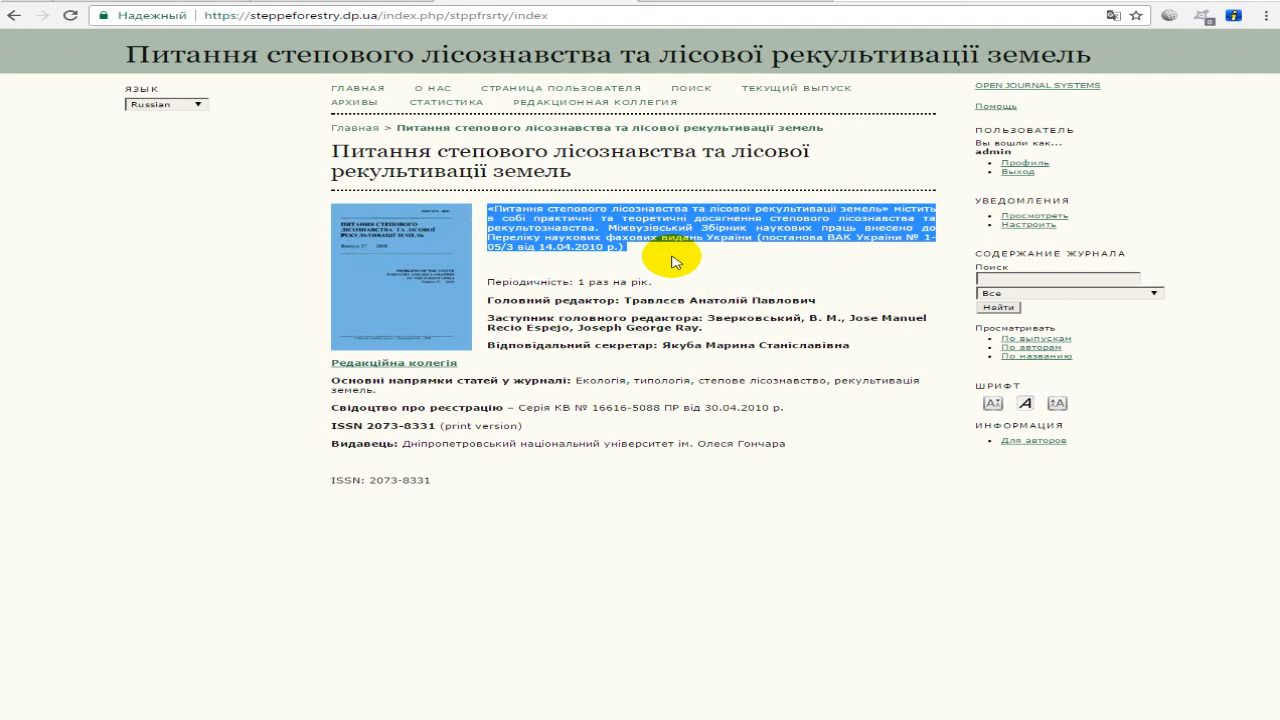 Надежный https://steppeforestry.dp.ua/index.php/stppfrsrty/index
Питання степового лісознавства та лісової рекультивації земель
ЯЗЫК
Russian
ГЛАВНАЯ О НАС СТРАНИЦА ПОЛЬЗОВАТЕЛЯ ПОИСК ТЕКУЩИЙ ВЫПУСК
АРХИВЫ СТАТИСТИКА РЕДАКЦИОННАЯ КОЛЛЕГИЯ
Главная > Питання степового лісознавства та лісової рекультивації земель
Питання степового лісознавства та лісової
рекультивації земель
ПИТАННЯ СТЕПОВОГО
ЛІСОЗНАВСТВА ТА ЛІСОВОЇ
РЕКУЛЬТИВАЦІЇ ЗЕМЕЛЬ
«Питання степового лісознавства та лісової рекультивації земель» містить
в собі практичні та теоретичні досягнення степового лісознавства та
рекультознавства. Міжвузівський Збірник наукових праць внесено до
Переліку наукових фахових видань України (постанова ВАК України № 1-
05/3 від 14.04.2010 р.)
Періодичність: 1 раз на рік.
Головний редактор: Травлєєв Анатолій Павлович
Заступник головного редактора: Зверковський, В. М., Jose Manuel
Recio Espejo, Joseph George Ray.
Відповідальний секретар: Якуба Марина Станіславівна
Редакційна колегія
Основні напрямки статей у журналі: Екологія, типологія, степове лісознавство, рекультивація
земель.
Свідоцтво про реєстрацію – Серія КВ № 16616-5088 ПР від 30.04.2010 р.
ISSN 2073-8331 (print version)
Видавець: Дніпропетровський національний університет ім. Олеся Гончара
ISSN: 2073-8331
OPEN JOURNAL SYSTEMS
Помощь
ПОЛЬЗОВАТЕЛЬ
Вы вошли как...
admin
Профиль
Выход
УВЕДОМЛЕНИЯ
Просмотреть
Настроить
СОДЕРЖАНИЕ ЖУРНАЛА
Поиск
Все
Найти
Просматривать
По выпускам
По авторам
По названию
ШРИФТ
ИНФОРМАЦИЯ
Для авторов